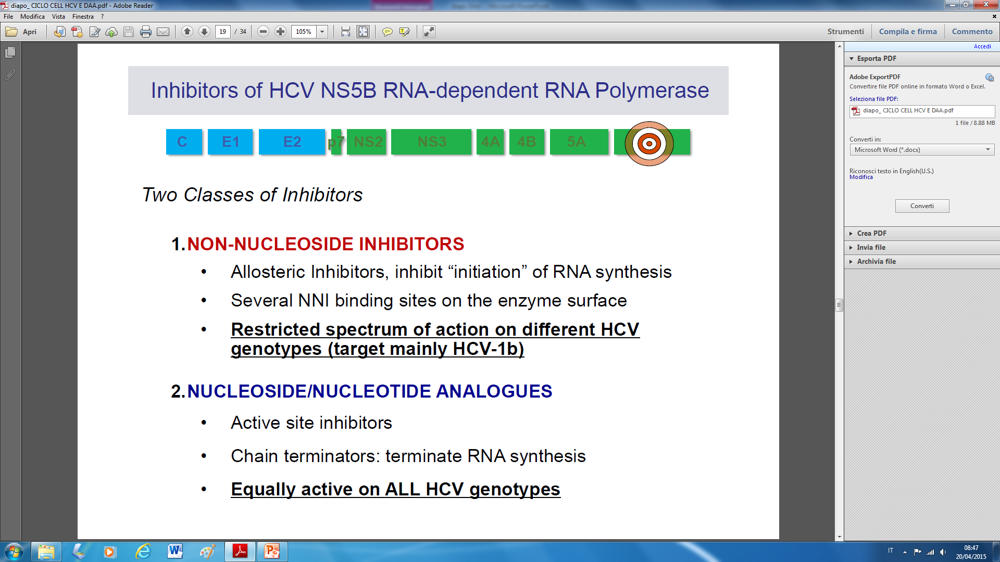 diapo_ CICLO CELL HCV E DAA.pdf - Adobe Reader
File Modifica Vista Finestra ?
Apri 19 / 34 105% Strumenti Compila e firma Commento
Accedi
Esporta PDF
Adobe ExportPDF
Convertire file PDF online in formato Word o Excel.
Seleziona file PDF:
diapo_ CICLO CELL HCV E DAA.pdf
1 file / 8.88 MB
Converti in:
Microsoft Word (*.docx)
Riconosci testo in English(U.S.)
Modifica
Converti
Crea PDF
Invia file
Archivia file
Inhibitors of HCV NS5B RNA-dependent RNA Polymerase
C E1 E2 p7 NS2 NS3 4A 4B 5A
Two Classes of Inhibitors
1. NON-NUCLEOSIDE INHIBITORS
• Allosteric Inhibitors, inhibit “initiation” of RNA synthesis
• Several NNI binding sites on the enzyme surface
• Restricted spectrum of action on different HCV
genotypes (target mainly HCV-1b)
2. NUCLEOSIDE/NUCLEOTIDE ANALOGUES
• Active site inhibitors
• Chain terminators: terminate RNA synthesis
• Equally active on ALL HCV genotypes
IT 08:47
20/04/2015